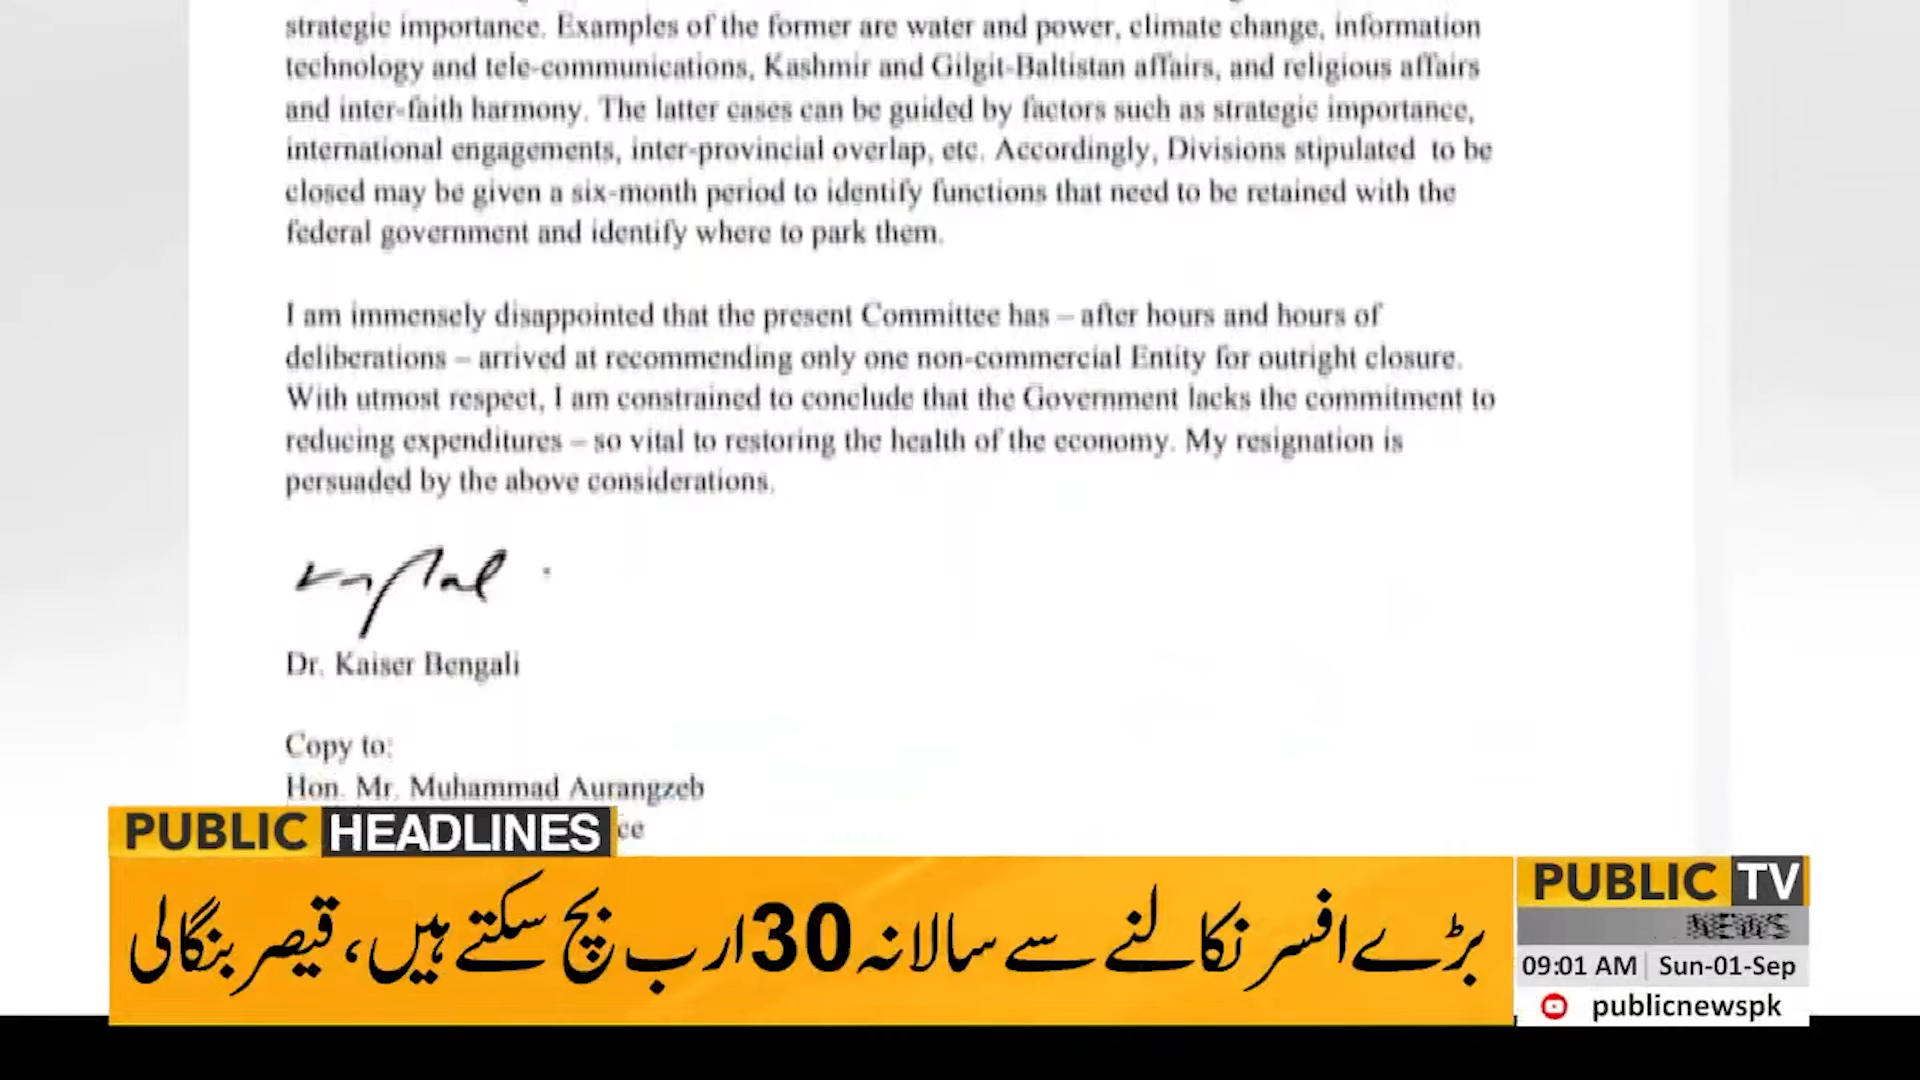 strategic importance. Examples of the former are water and power, climate change, information
technology and tele-communications, Kashmir and Gilgit-Baltistan affairs, and religious affairs
and inter-faith harmony. The latter cases can be guided by factors such as strategic importance,
international engagements, inter-provincial overlap, etc. Accordingly, Divisions stipulated to be
closed may be given a six-month period to identify functions that need to be retained with the
federal government and identify where to park them.
I am immensely disappointed that the present Committee has – after hours and hours of
deliberations – arrived at recommending only one non-commercial Entity for outright closure.
With utmost respect, I am constrained to conclude that the Government lacks the commitment to
reducing expenditures – so vital to restoring the health of the economy. My resignation is
persuaded by the above considerations.
Dr. Kaiser Bengali
Copy to:
Hon. Mr. Muhammad Aurangzeb
ce
PUBLIC HEADLINES
بڑے افسر نکالنے سے سالانہ 30 ارب بچ سکتے ہیں، قیصر بنگالی
PUBLIC TV
NEWS
09:01 AM Sun-01-Sep
publicnewspk